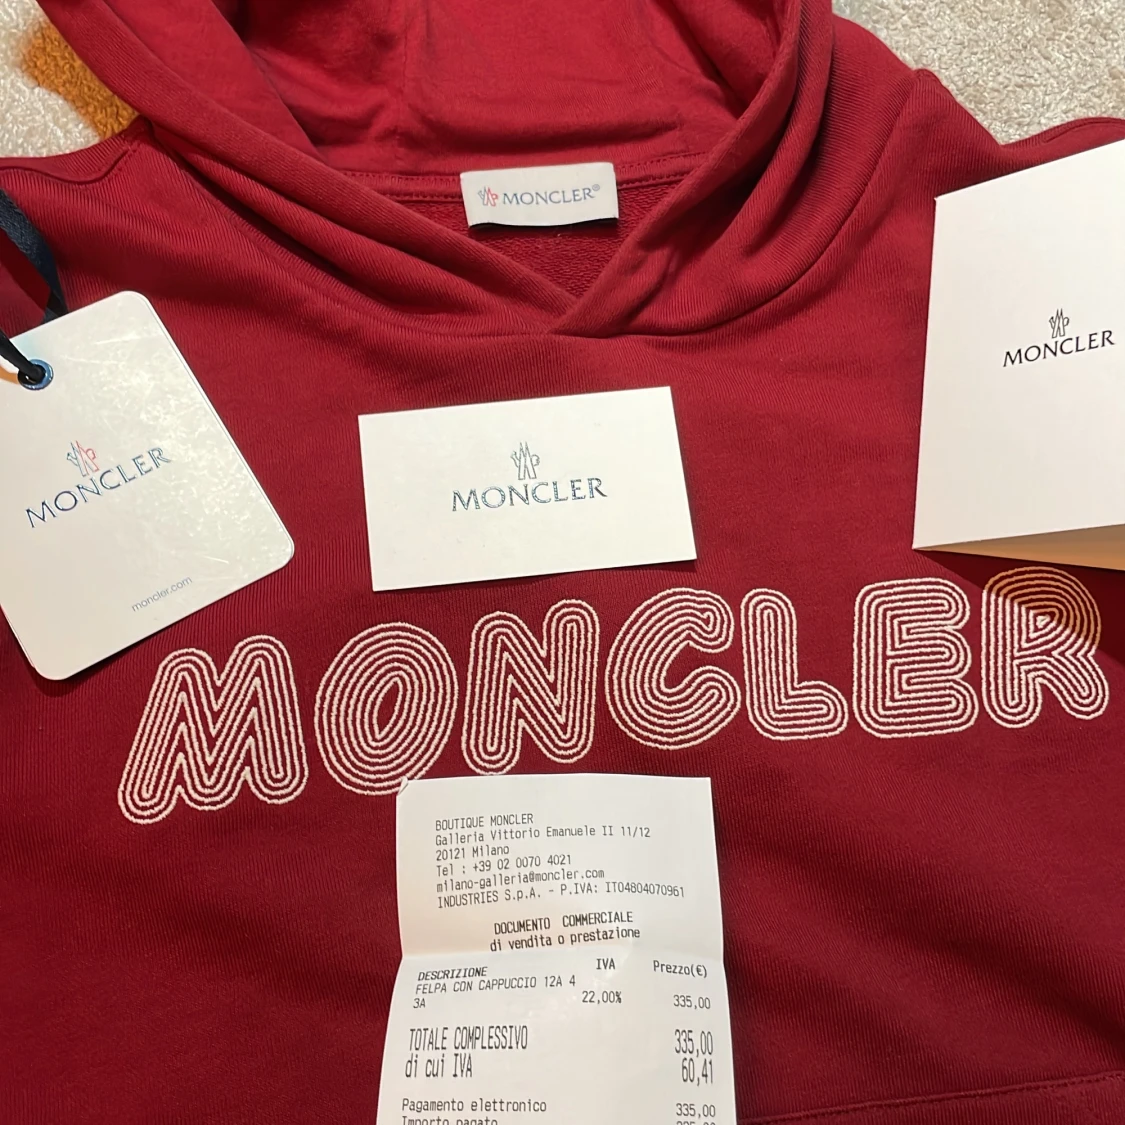 MONCLER®
MONCLER
MONCLER
moncler.com
MONCLER
MONCLER
BOUTIQUE MONCLER
Galleria Vittorio Emanuele II 11/12
20121 Milano
Tel : +39 02 0070 4021
milano-galleria@moncler.com
INDUSTRIES S.p.A. - P.IVA: IT04804070961
DOCUMENTO COMMERCIALE
di vendita o prestazione
DESCRIZIONE IVA Prezzo(€)
FELPA CON CAPPUCCIO 12A 4
3A 22,00% 335,00
TOTALE COMPLESSIVO 335,00
di cui IVA 60,41
Pagamento elettronico 335,00
Importo pagato